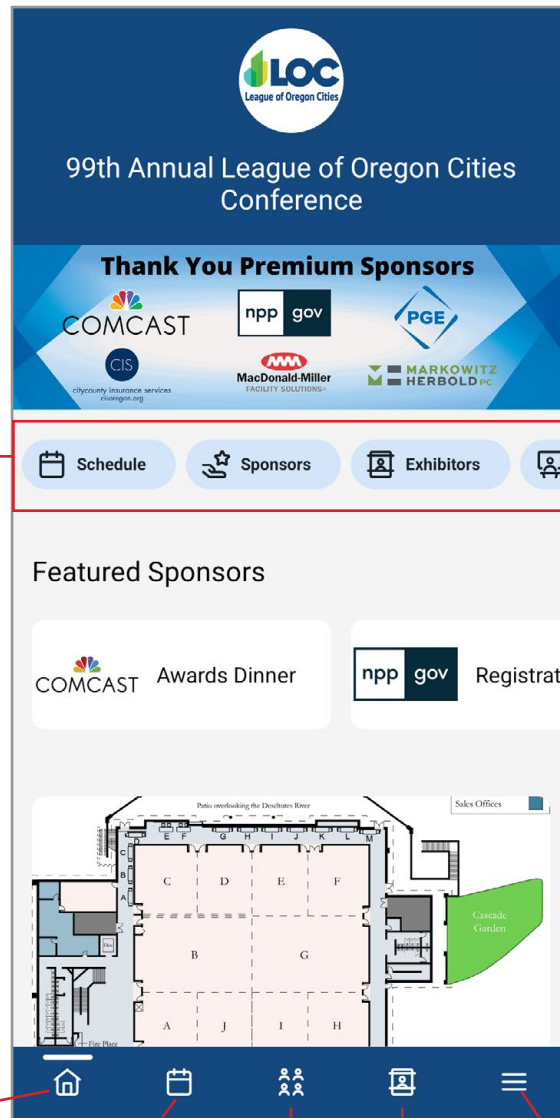 LOC
League of Oregon Cities
99th Annual League of Oregon Cities
Conference
Thank You Premium Sponsors
COMCAST
npp gov
PGE
CIS
citycounty insurance services
cisoregon.org
MacDonald-Miller
FACILITY SOLUTIONS
MARKOWITZ
HERBOLD PC
Schedule
Sponsors
Exhibitors
Featured Sponsors
COMCAST Awards Dinner
npp gov Registrat
Patio overlooking the Deschutes River
Sales Offices
D E F G H I J K L M
C
B
A
C D E F
B G
Cascade
Garden
A J I H
Fire Place